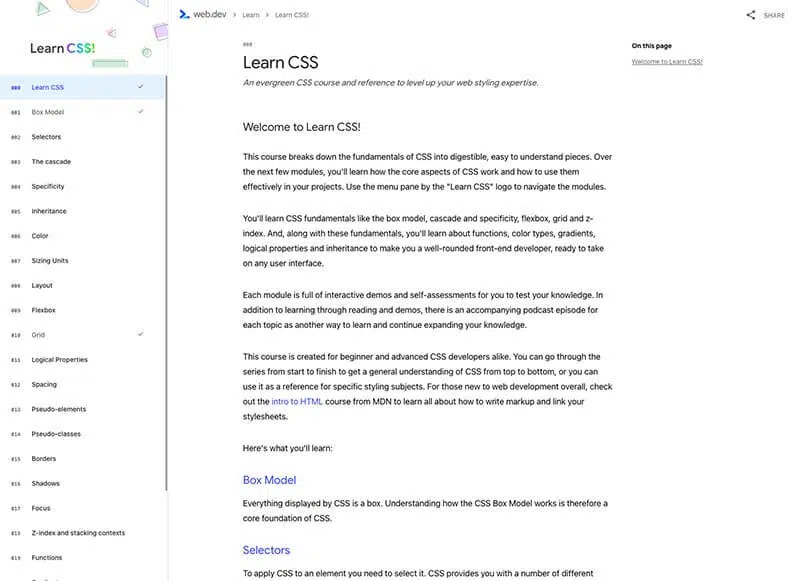 web.dev > Learn > Learn CSS!
SHARE
Learn CSS!
000 Learn CSS
001 Box Model
002 Selectors
003 The cascade
004 Specificity
005 Inheritance
006 Color
007 Sizing Units
008 Layout
009 Flexbox
010 Grid
011 Logical Properties
012 Spacing
013 Pseudo-elements
014 Pseudo-classes
015 Borders
016 Shadows
017 Focus
018 Z-index and stacking contexts
019 Functions
000
Learn CSS
An evergreen CSS course and reference to level up your web styling expertise.
Welcome to Learn CSS!
This course breaks down the fundamentals of CSS into digestible, easy to understand pieces. Over
the next few modules, you'll learn how the core aspects of CSS work and how to use them
effectively in your projects. Use the menu pane by the "Learn CSS" logo to navigate the modules.
You'll learn CSS fundamentals like the box model, cascade and specificity, flexbox, grid and z-
index. And, along with these fundamentals, you'll learn about functions, color types, gradients,
logical properties and inheritance to make you a well-rounded front-end developer, ready to take
on any user interface.
Each module is full of interactive demos and self-assessments for you to test your knowledge. In
addition to learning through reading and demos, there is an accompanying podcast episode for
each topic as another way to learn and continue expanding your knowledge.
This course is created for beginner and advanced CSS developers alike. You can go through the
series from start to finish to get a general understanding of CSS from top to bottom, or you can
use it as a reference for specific styling subjects. For those new to web development overall, check
out the intro to HTML course from MDN to learn all about how to write markup and link your
stylesheets.
Here's what you'll learn:
Box Model
Everything displayed by CSS is a box. Understanding how the CSS Box Model works is therefore a
core foundation of CSS.
Selectors
To apply CSS to an element you need to select it. CSS provides you with a number of different
On this page
Welcome to Learn CSS!